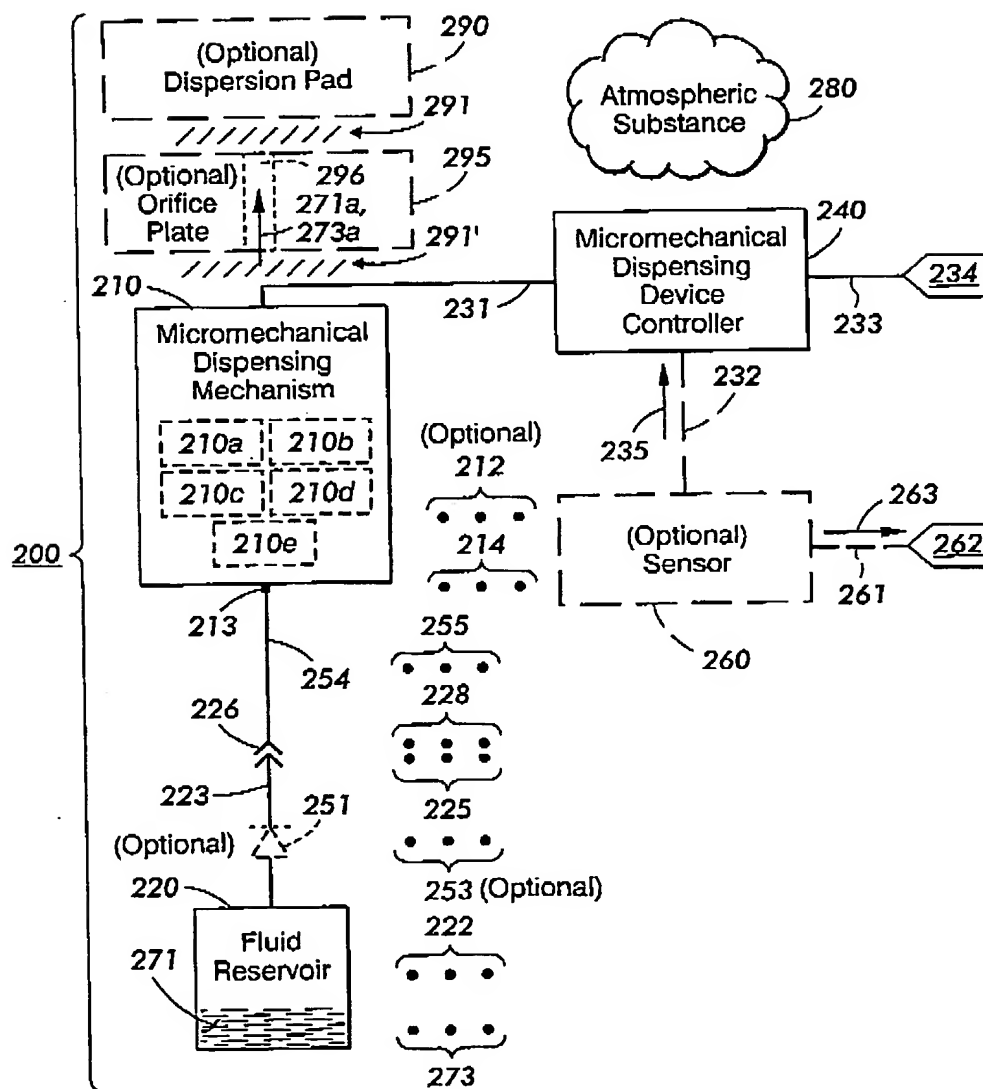 200
(Optional)
Dispersion Pad
290
291
(Optional)
Orifice
Plate
296
271a,
273a
295
291'
Atmospheric
Substance
280
210
Micromechanical
Dispensing
Mechanism
210a
210b
210c
210d
210e
231
Micromechanical
Dispensing
Device
Controller
240
234
233
232
235
(Optional)
212
214
(Optional)
Sensor
263
262
261
260
213
254
255
226
228
223
225
251
(Optional)
253 (Optional)
220
222
Fluid
Reservoir
271
273